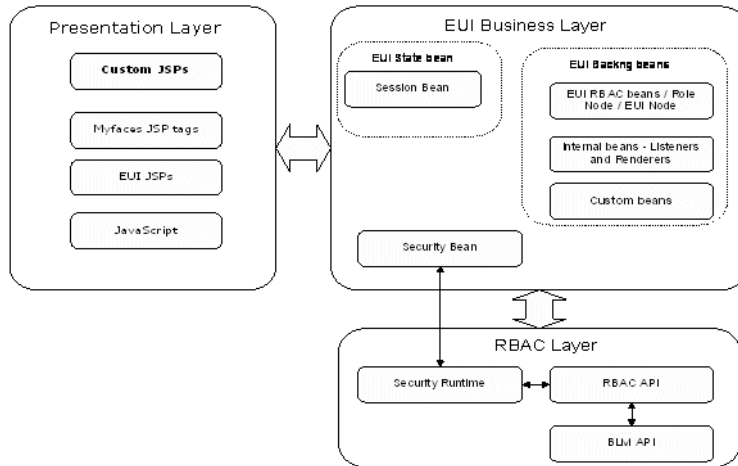 Presentation Layer
Custom JSPs
Myfaces JSP tags
EUI JSPs
JavaScript
EUI Business Layer
EUI State bean
Session Bean
EUI Backng beans
EUI RBAC beans / Role
Node / EUI Node
Internal beans - Listeners
and Renderers
Custom beans
Security Bean
RBAC Layer
Security Runtime
RBAC API
BLM API